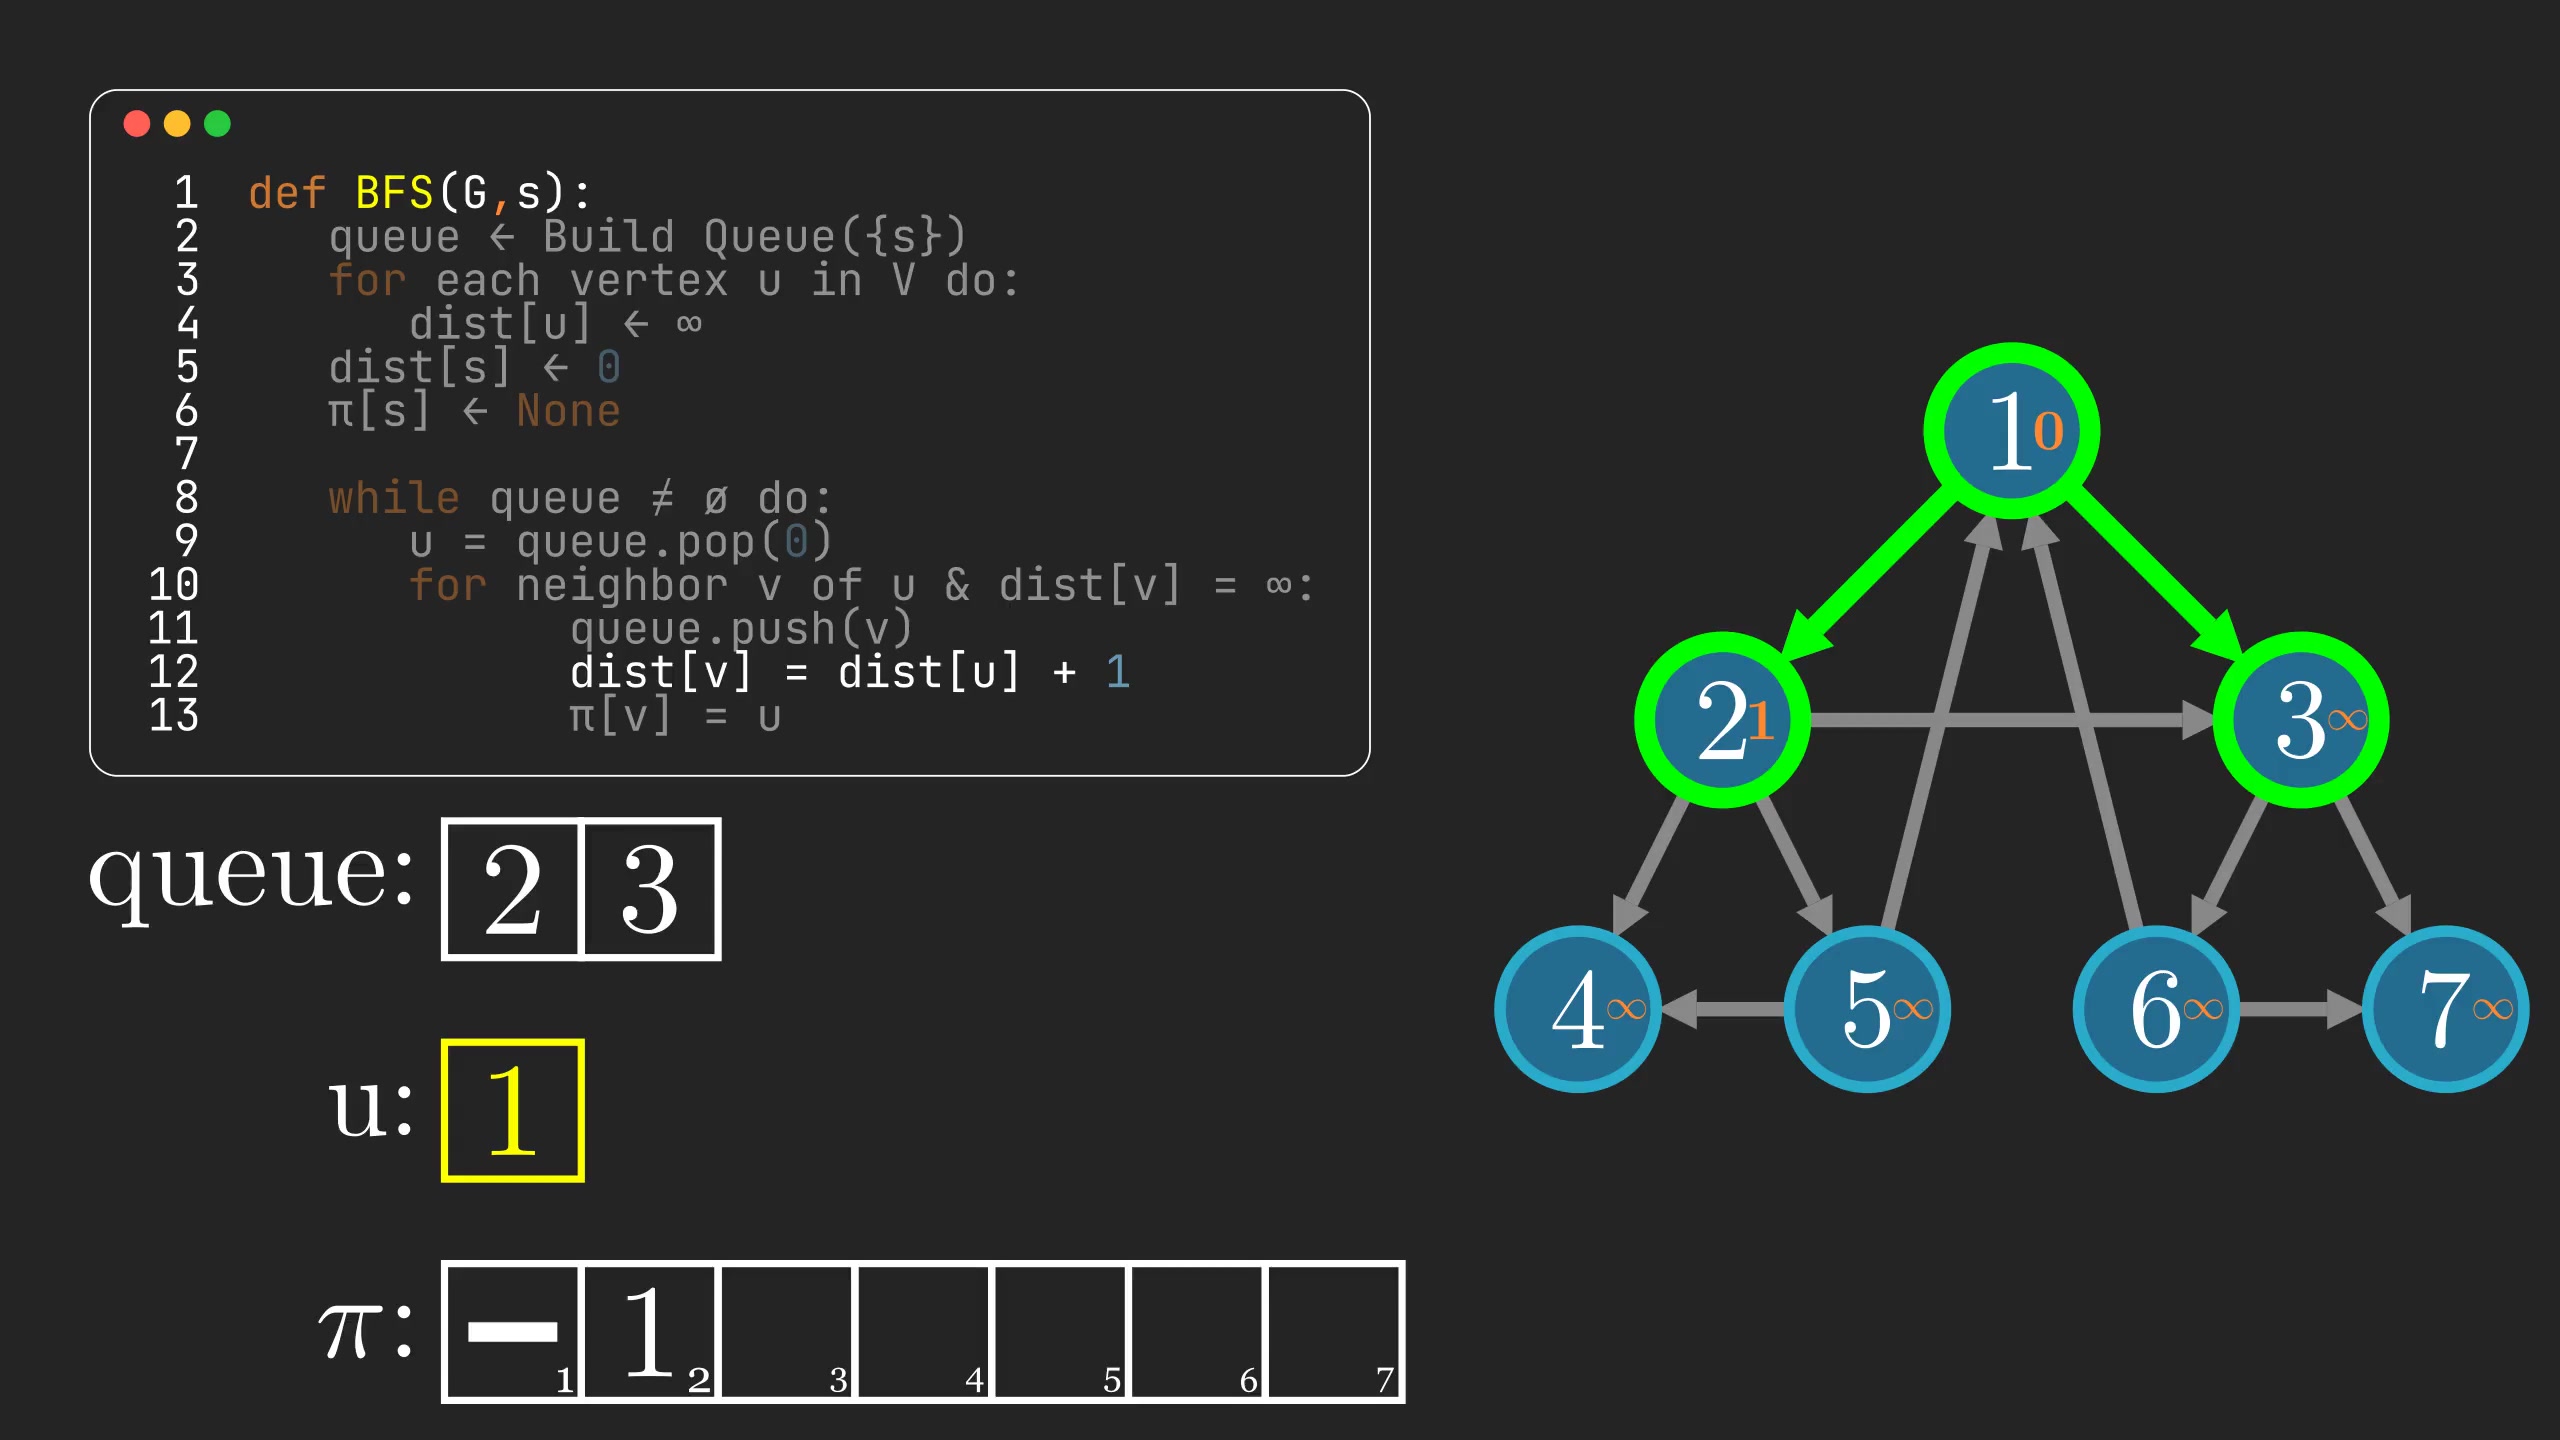 1 def BFS(G,s):
2 queue ← Build Queue({s})
3 for each vertex u in V do:
4 dist[u] ← ∞
5 dist[s] ← 0
6 π[s] ← None
7
8 while queue ≠ ø do:
9 u = queue.pop(0)
10 for neighbor v of u & dist[v] = ∞:
11 queue.push(v)
12 dist[v] = dist[u] + 1
13 π[v] = u
queue: 2 3
u: 1
π: – 1
1 2 3 4 5 6 7
1 0
2 1 3 ∞
4 ∞ 5 ∞ 6 ∞ 7 ∞